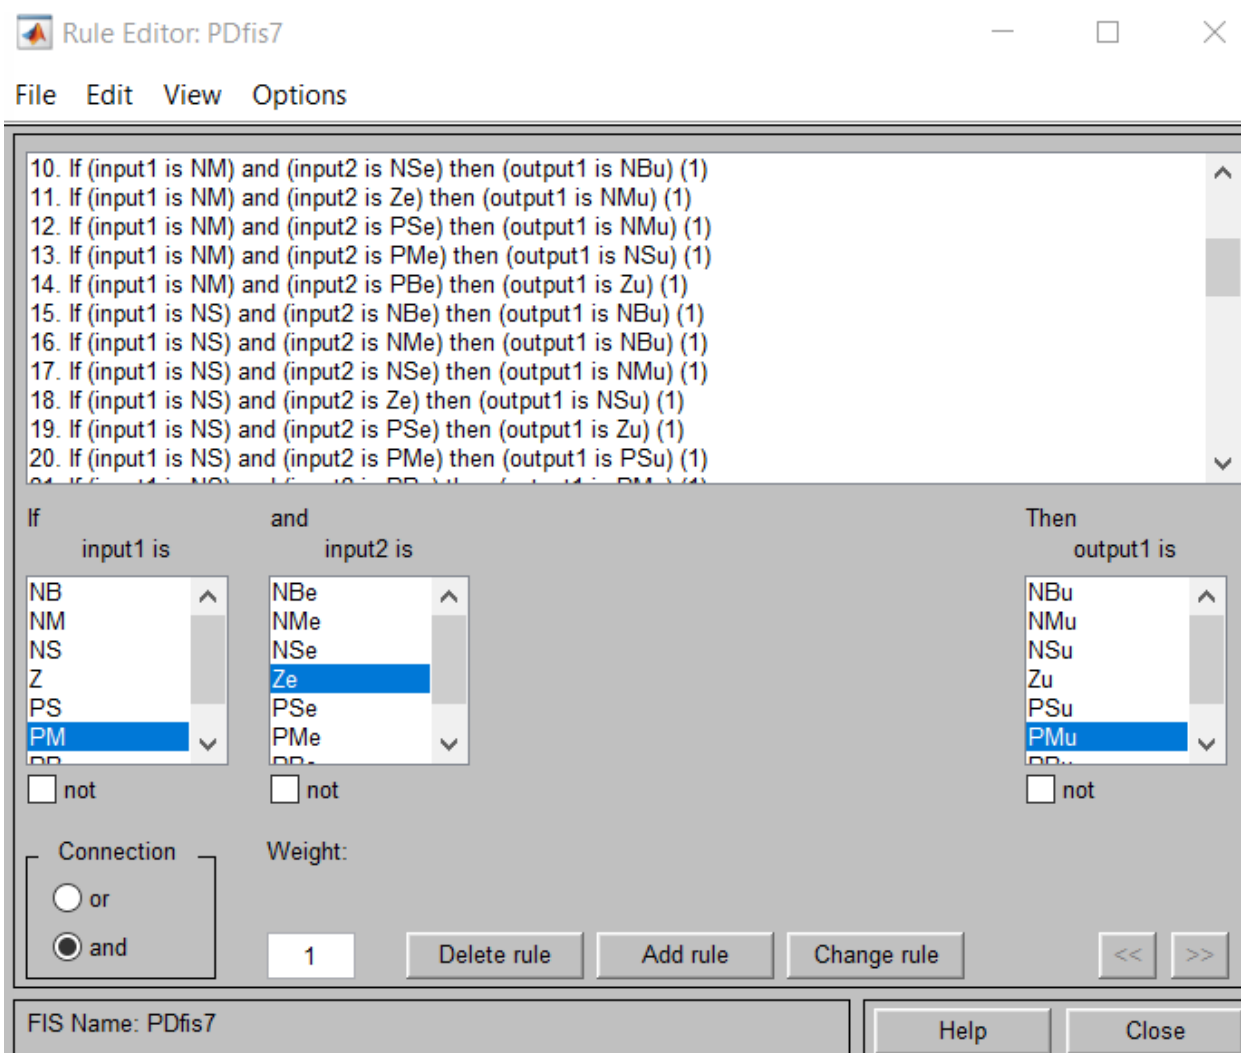 Rule Editor: PDfis7
File Edit View Options
10. If (input1 is NM) and (input2 is NSe) then (output1 is NBu) (1)
11. If (input1 is NM) and (input2 is Ze) then (output1 is NMu) (1)
12. If (input1 is NM) and (input2 is PSe) then (output1 is NMu) (1)
13. If (input1 is NM) and (input2 is PMe) then (output1 is NSu) (1)
14. If (input1 is NM) and (input2 is PBe) then (output1 is Zu) (1)
15. If (input1 is NS) and (input2 is NBe) then (output1 is NBu) (1)
16. If (input1 is NS) and (input2 is NMe) then (output1 is NBu) (1)
17. If (input1 is NS) and (input2 is NSe) then (output1 is NMu) (1)
18. If (input1 is NS) and (input2 is Ze) then (output1 is NSu) (1)
19. If (input1 is NS) and (input2 is PSe) then (output1 is Zu) (1)
20. If (input1 is NS) and (input2 is PMe) then (output1 is PSu) (1)
If and Then
input1 is input2 is output1 is
NB NBe NBu
NM NMe NMu
NS NSe NSu
Z Ze Zu
PS PSe PSu
PM PMe PMu
not not not
Connection Weight:
or
and 1 Delete rule Add rule Change rule << >>
FIS Name: PDfis7 Help Close